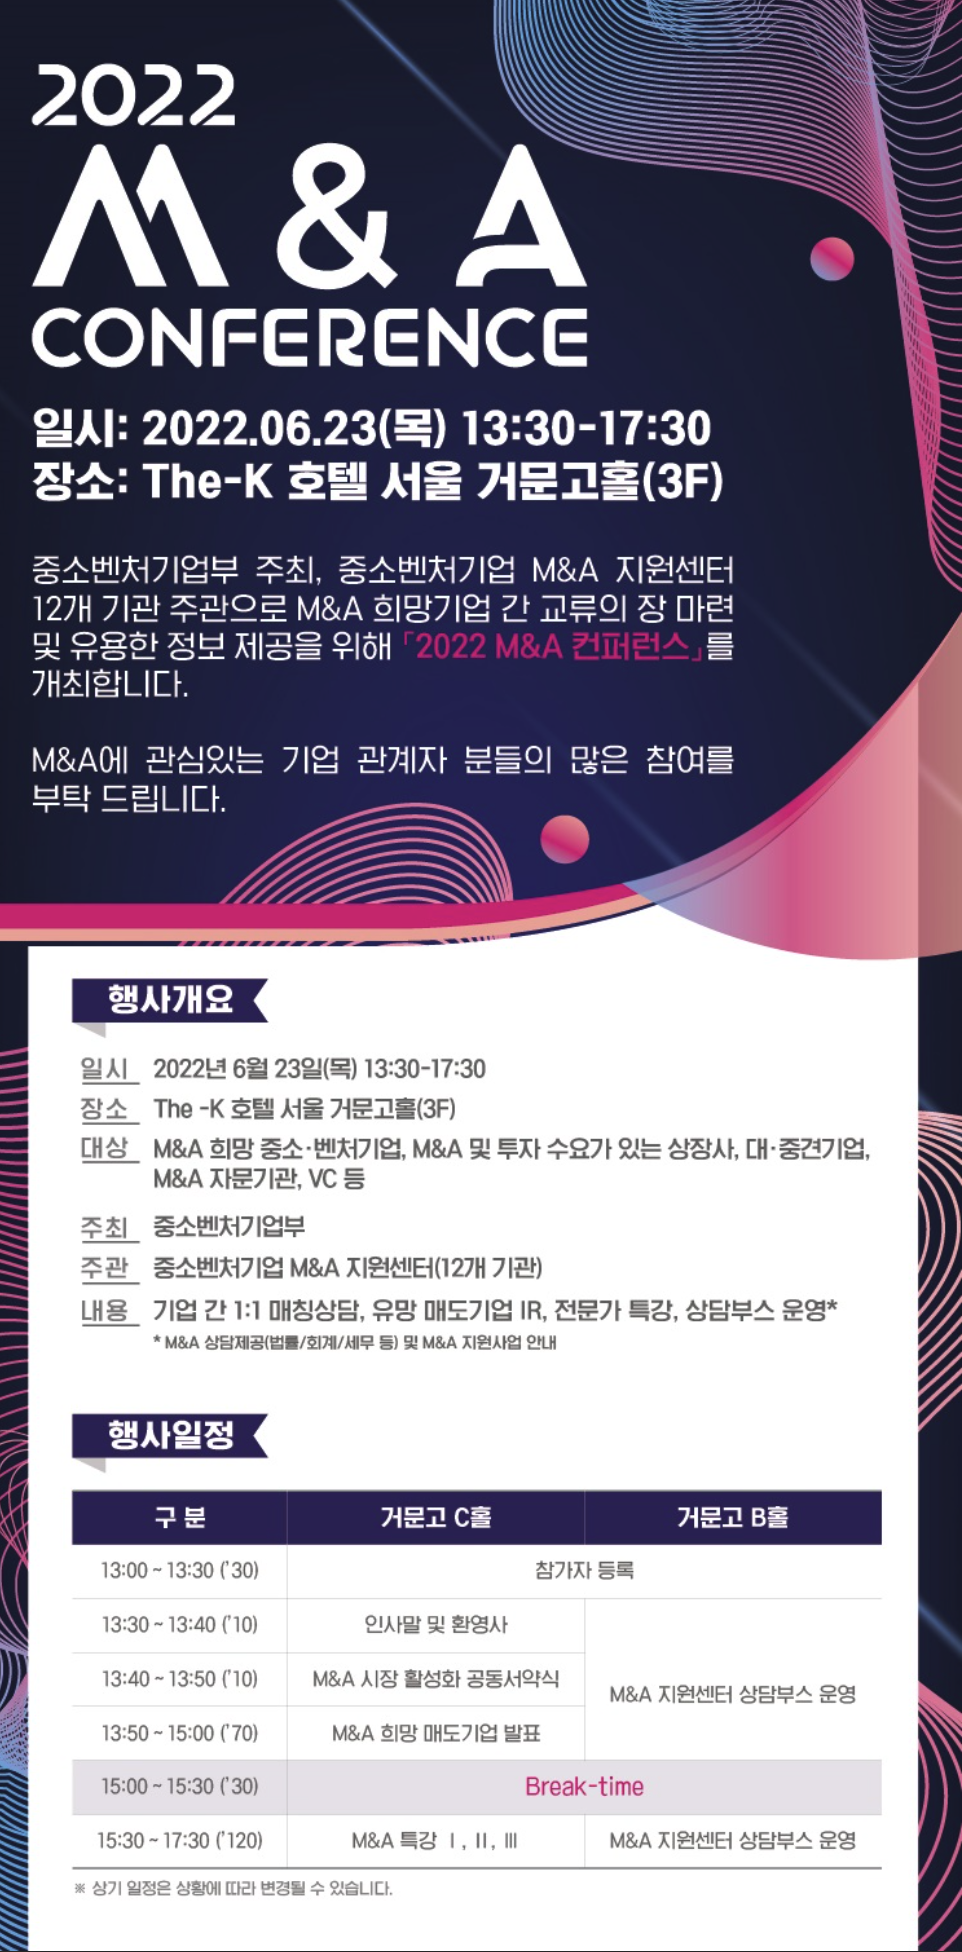 2022
M & A
CONFERENCE
일시: 2022.06.23(목) 13:30-17:30
장소: The-K 호텔 서울 거문고홀(3F)
중소벤처기업부 주최, 중소벤처기업 M&A 지원센터
12개 기관 주관으로 M&A 희망기업 간 교류의 장 마련
및 유용한 정보 제공을 위해 「2022 M&A 컨퍼런스」를
개최합니다.
M&A에 관심있는 기업 관계자 분들의 많은 참여를
부탁 드립니다.
행사개요
일시 2022년 6월 23일(목) 13:30-17:30
장소 The -K 호텔 서울 거문고홀(3F)
대상 M&A 희망 중소·벤처기업, M&A 및 투자 수요가 있는 상장사, 대·중견기업,
M&A 자문기관, VC 등
주최 중소벤처기업부
주관 중소벤처기업 M&A 지원센터(12개 기관)
내용 기업 간 1:1 매칭상담, 유망 매도기업 IR, 전문가 특강, 상담부스 운영*
* M&A 상담제공(법률/회계/세무 등) 및 M&A 지원사업 안내
행사일정
구 분 거문고 C홀 거문고 B홀
13:00 ~ 13:30 ('30) 참가자 등록
13:30 ~ 13:40 ('10) 인사말 및 환영사
13:40 ~ 13:50 ('10) M&A 시장 활성화 공동서약식
M&A 지원센터 상담부스 운영
13:50 ~ 15:00 ('70) M&A 희망 매도기업 발표
15:00 ~ 15:30 ('30) Break-time
15:30 ~ 17:30 ('120) M&A 특강 Ⅰ, Ⅱ, Ⅲ M&A 지원센터 상담부스 운영
※ 상기 일정은 상황에 따라 변경될 수 있습니다.